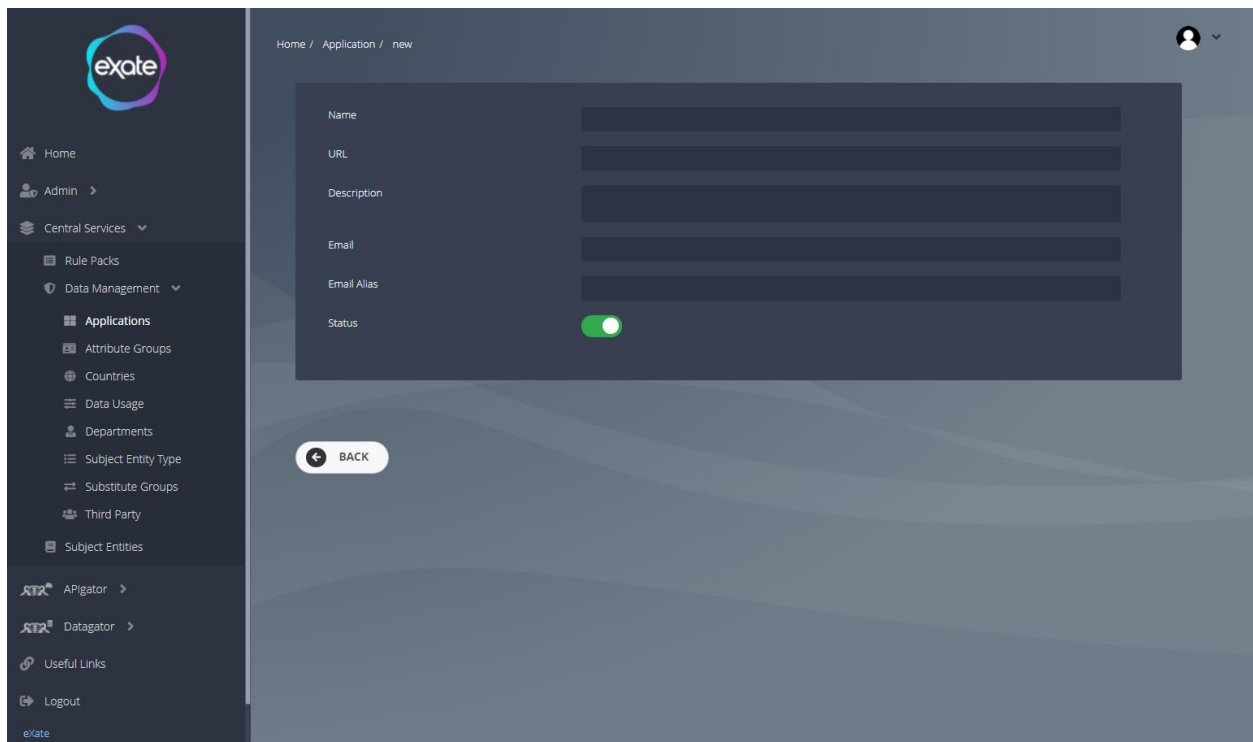 eXate
Home
Admin
Central Services
Rule Packs
Data Management
Applications
Attribute Groups
Countries
Data Usage
Departments
Subject Entity Type
Substitute Groups
Third Party
Subject Entities
APIgator
Datagator
Useful Links
Logout
eXate
Home / Application / new
Name
URL
Description
Email
Email Alias
Status
BACK